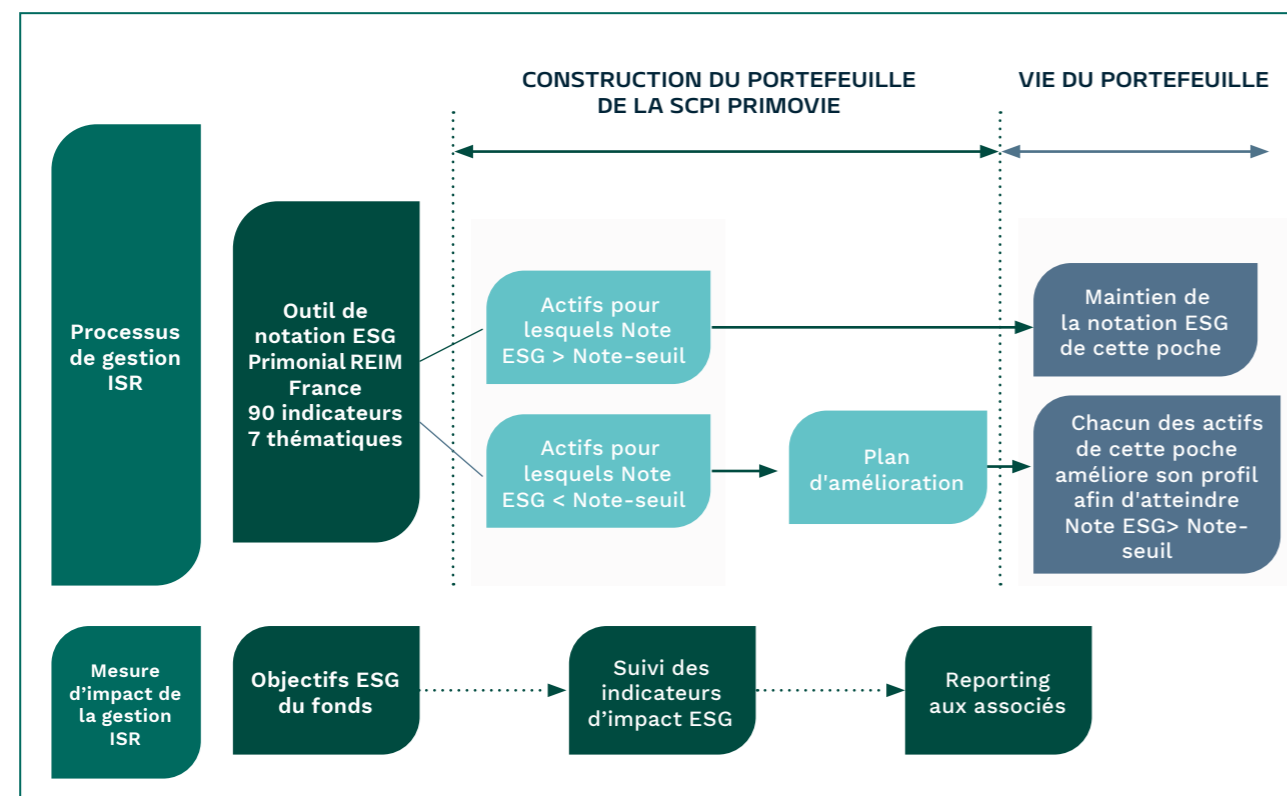 CONSTRUCTION DU PORTEFEUILLE
DE LA SCPI PRIMOVIE
VIE DU PORTEFEUILLE
Processus
de gestion
ISR
Outil de
notation ESG
Primonial REIM
France
90 indicateurs
7 thématiques
Actifs pour
lesquels Note
ESG > Note-seuil
Maintien de
la notation ESG
de cette poche
Actifs pour
lesquels Note
ESG < Note-seuil
Plan
d'amélioration
Chacun des actifs
de cette poche
améliore son profil
afin d'atteindre
Note ESG> Note-
seuil
Mesure
d’impact de
la gestion
ISR
Objectifs ESG
du fonds
Suivi des
indicateurs
d’impact ESG
Reporting
aux associés